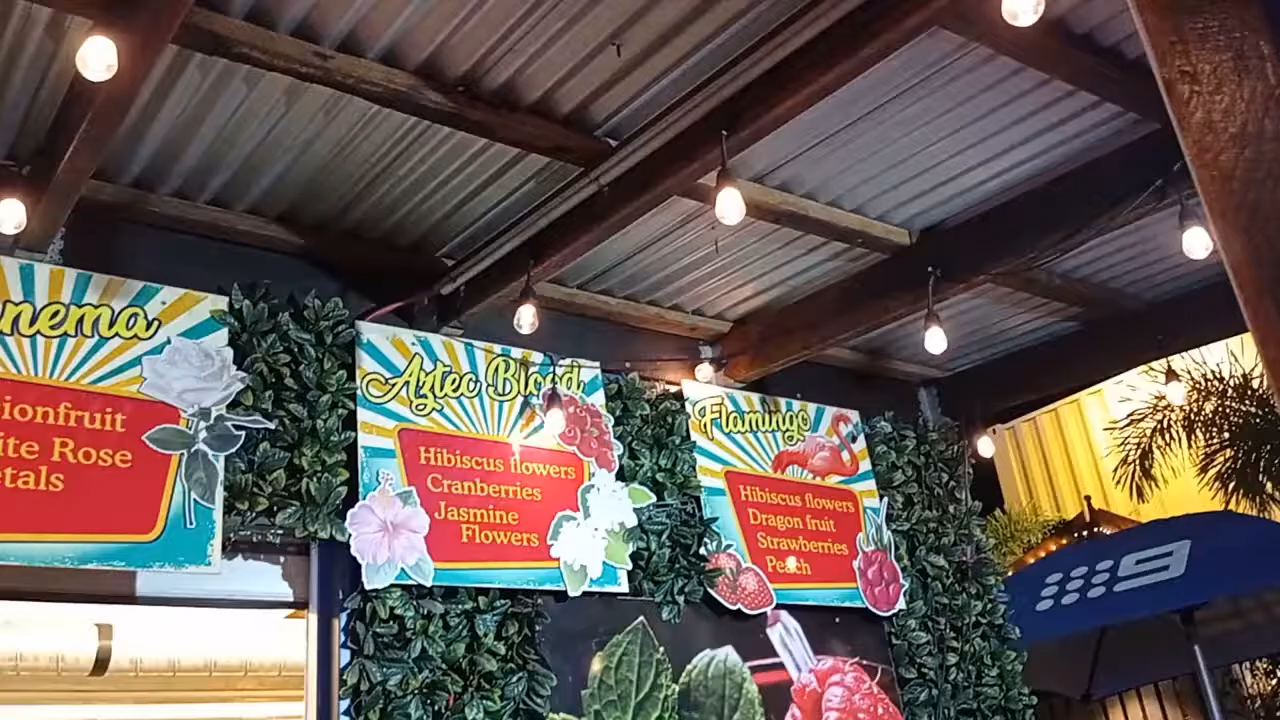 nema
ionfruit
ite Rose
etals
Aztec Blood
Hibiscus flowers
Cranberries
Jasmine
Flowers
Flamingo
Hibiscus flowers
Dragon fruit
Strawberries
Peach
9